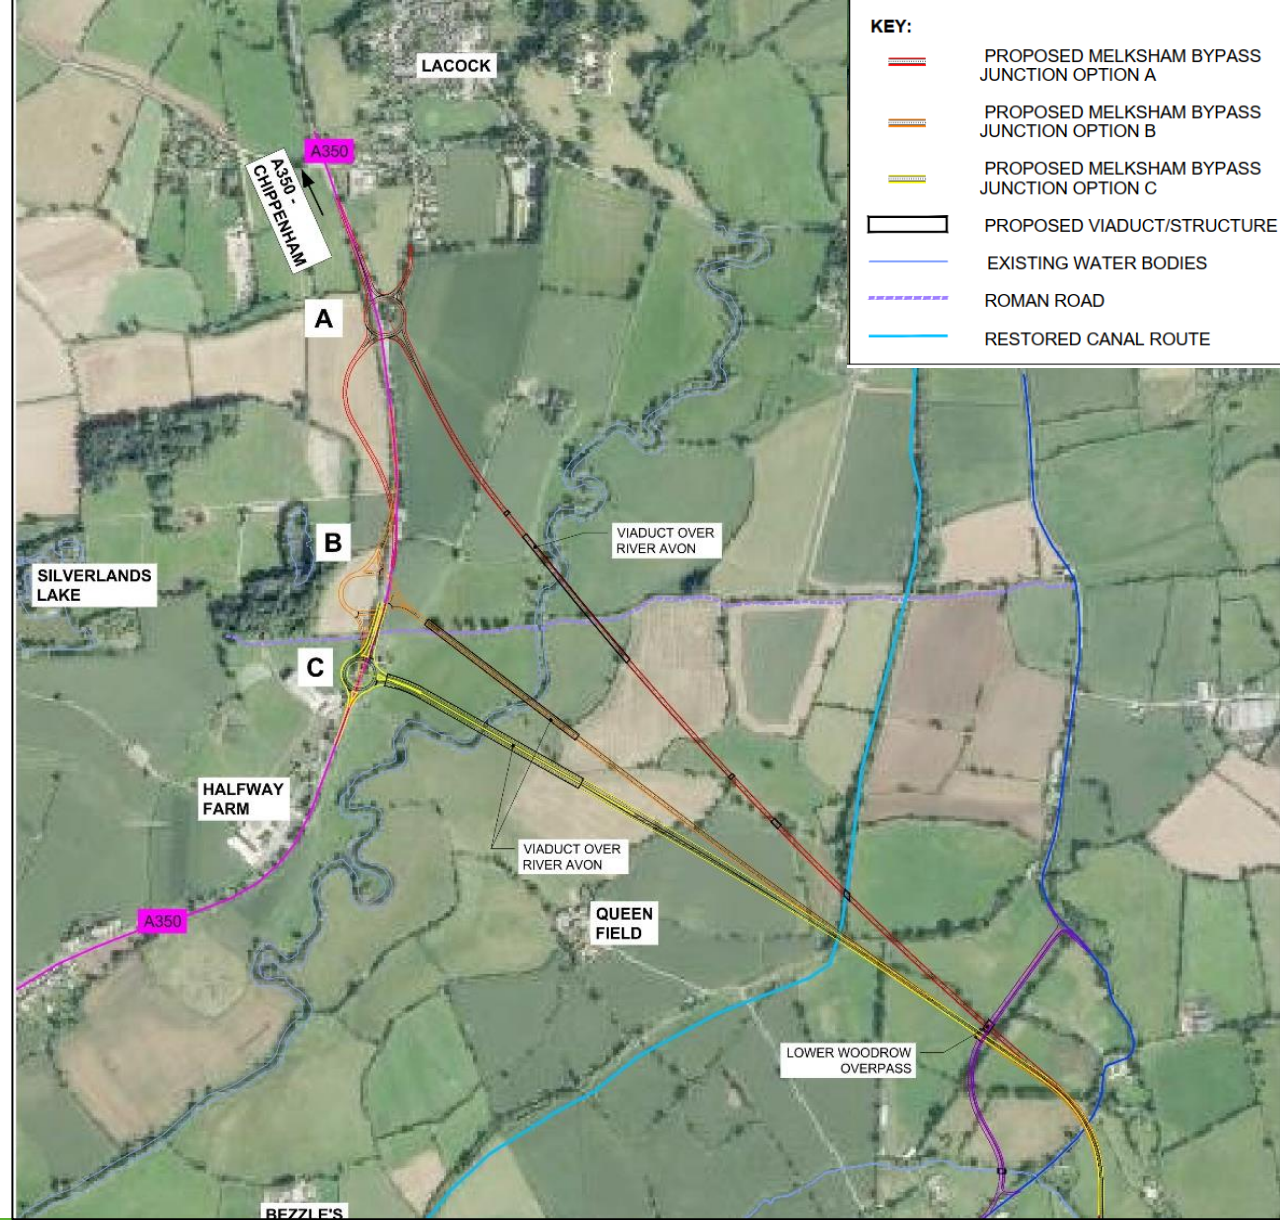 LACOCK
A350
A350 -
CHIPPENHAM
A
B
VIADUCT OVER
RIVER AVON
SILVERLANDS
LAKE
C
HALFWAY
FARM
VIADUCT OVER
RIVER AVON
A350
QUEEN
FIELD
LOWER WOODROW
OVERPASS
BEZZLE'S
KEY:
PROPOSED MELKSHAM BYPASS
JUNCTION OPTION A
PROPOSED MELKSHAM BYPASS
JUNCTION OPTION B
PROPOSED MELKSHAM BYPASS
JUNCTION OPTION C
PROPOSED VIADUCT/STRUCTURE
EXISTING WATER BODIES
ROMAN ROAD
RESTORED CANAL ROUTE